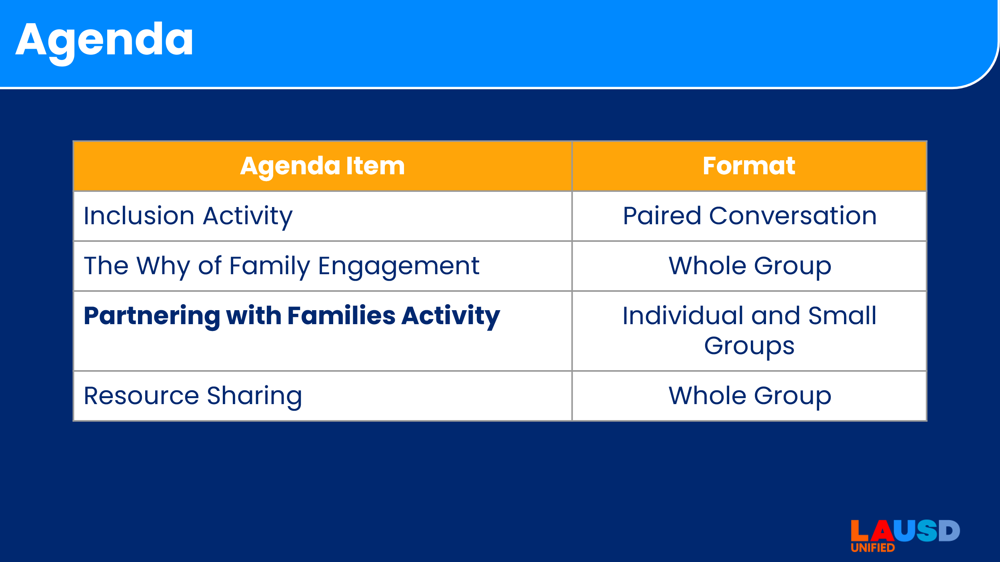 Agenda
Agenda Item
Format
Inclusion Activity
Paired Conversation
The Why of Family Engagement
Whole Group
Partnering with Families Activity
Individual and Small
Groups
Resource Sharing
Whole Group
LAUSD
UNIFIED